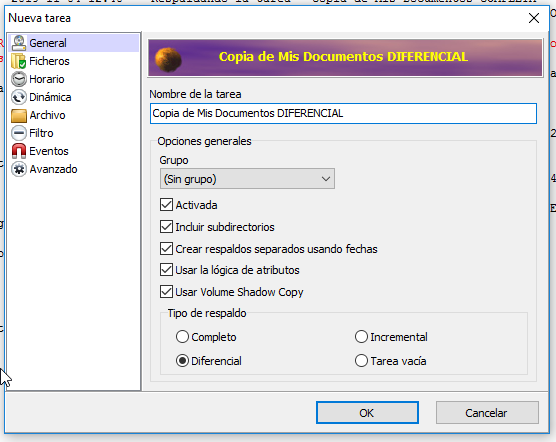 Nueva tarea
General
Ficheros
Horario
Dinámica
Archivo
Filtro
Eventos
Avanzado
Copia de Mis Documentos DIFERENCIAL
Nombre de la tarea
Copia de Mis Documentos DIFERENCIAL
Opciones generales
Grupo
(Sin grupo)
Activada
Incluir subdirectorios
Crear respaldos separados usando fechas
Usar la lógica de atributos
Usar Volume Shadow Copy
Tipo de respaldo
Completo
Incremental
Diferencial
Tarea vacía
OK
Cancelar